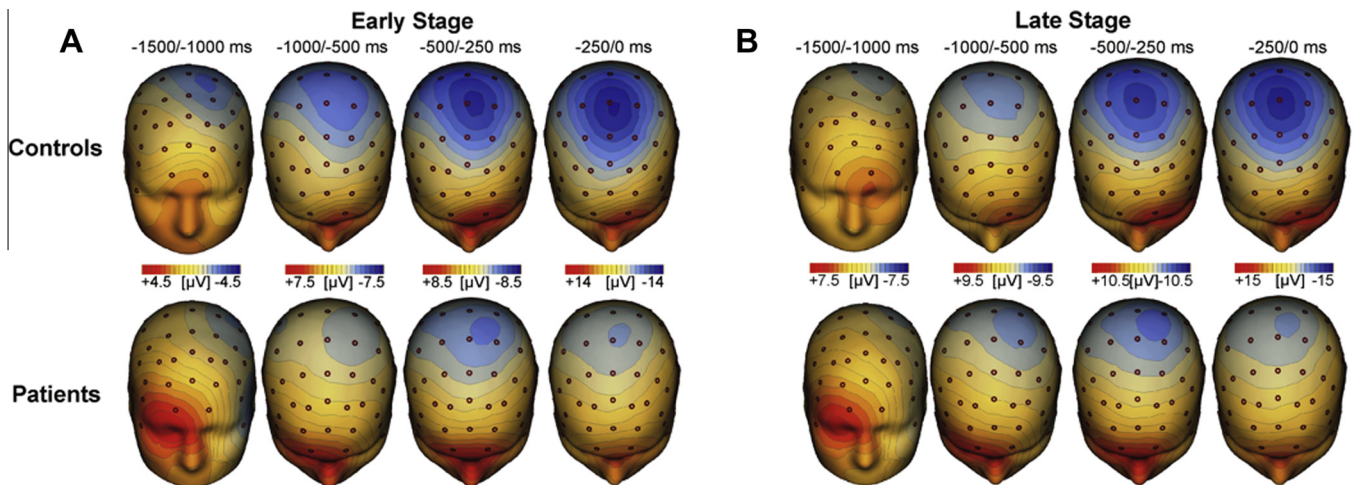 Early Stage
Late Stage
A
B
-1500/-1000 ms -1000/-500 ms -500/-250 ms -250/0 ms
-1500/-1000 ms -1000/-500 ms -500/-250 ms -250/0 ms
Controls
+4.5 [µV] -4.5 +7.5 [µV] -7.5 +8.5 [µV] -8.5 +14 [µV] -14
+7.5 [µV] -7.5 +9.5 [µV] -9.5 +10.5[µV]-10.5 +15 [µV] -15
Patients